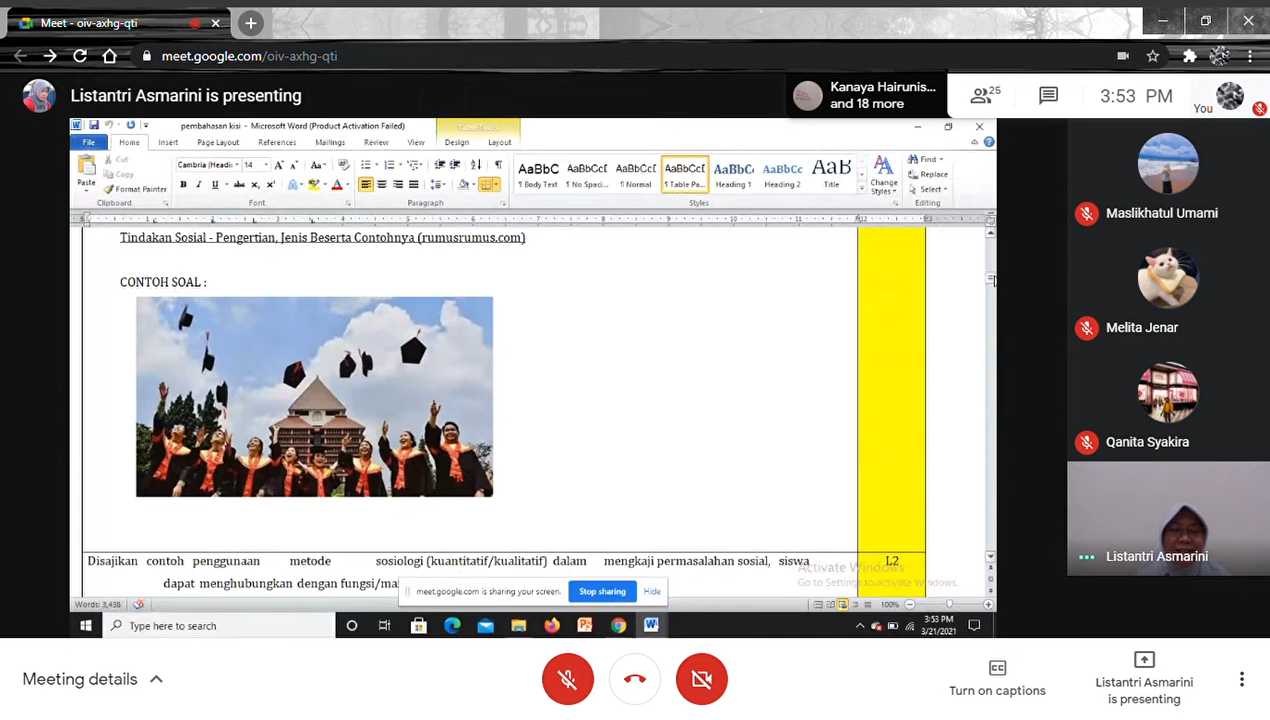 Meet - oiv-axhg-qti
meet.google.com/oiv-axhg-qti
Listantri Asmarini is presenting
Kanaya Hairunis...
and 18 more
25
3:53 PM
You
pembahasan kisi - Microsoft Word (Product Activation Failed)
Table Tools
File Home Insert Page Layout References Mailings Review View Design Layout
Paste
Cut
Copy
Format Painter
Clipboard
Cambria (Headi 14
Font
Paragraph
AaBbC AaBbCcI AaBbCcI AaBbCcI AaBbC AaBbCc AaB
¶ Body Text ¶ No Spaci... ¶ Normal ¶ Table Pa... Heading 1 Heading 2 Title
Change
Styles
Styles
Find
Replace
Select
Editing
Tindakan Sosial - Pengertian, Jenis Beserta Contohnya (rumusrumus.com)
CONTOH SOAL :
Disajikan contoh penggunaan metode sosiologi (kuantitatif/kualitatif) dalam mengkaji permasalahan sosial, siswa
L2
dapat menghubungkan dengan fungsi/ma
Activate Windows
Go to Settings to activate Windows.
meet.google.com is sharing your screen.
Stop sharing
Hide
Words: 3,438
100%
Type here to search
3:53 PM
3/21/2021
Maslikhatul Umami
Melita Jenar
Qanita Syakira
Listantri Asmarini
Meeting details
Turn on captions
Listantri Asmarini
is presenting